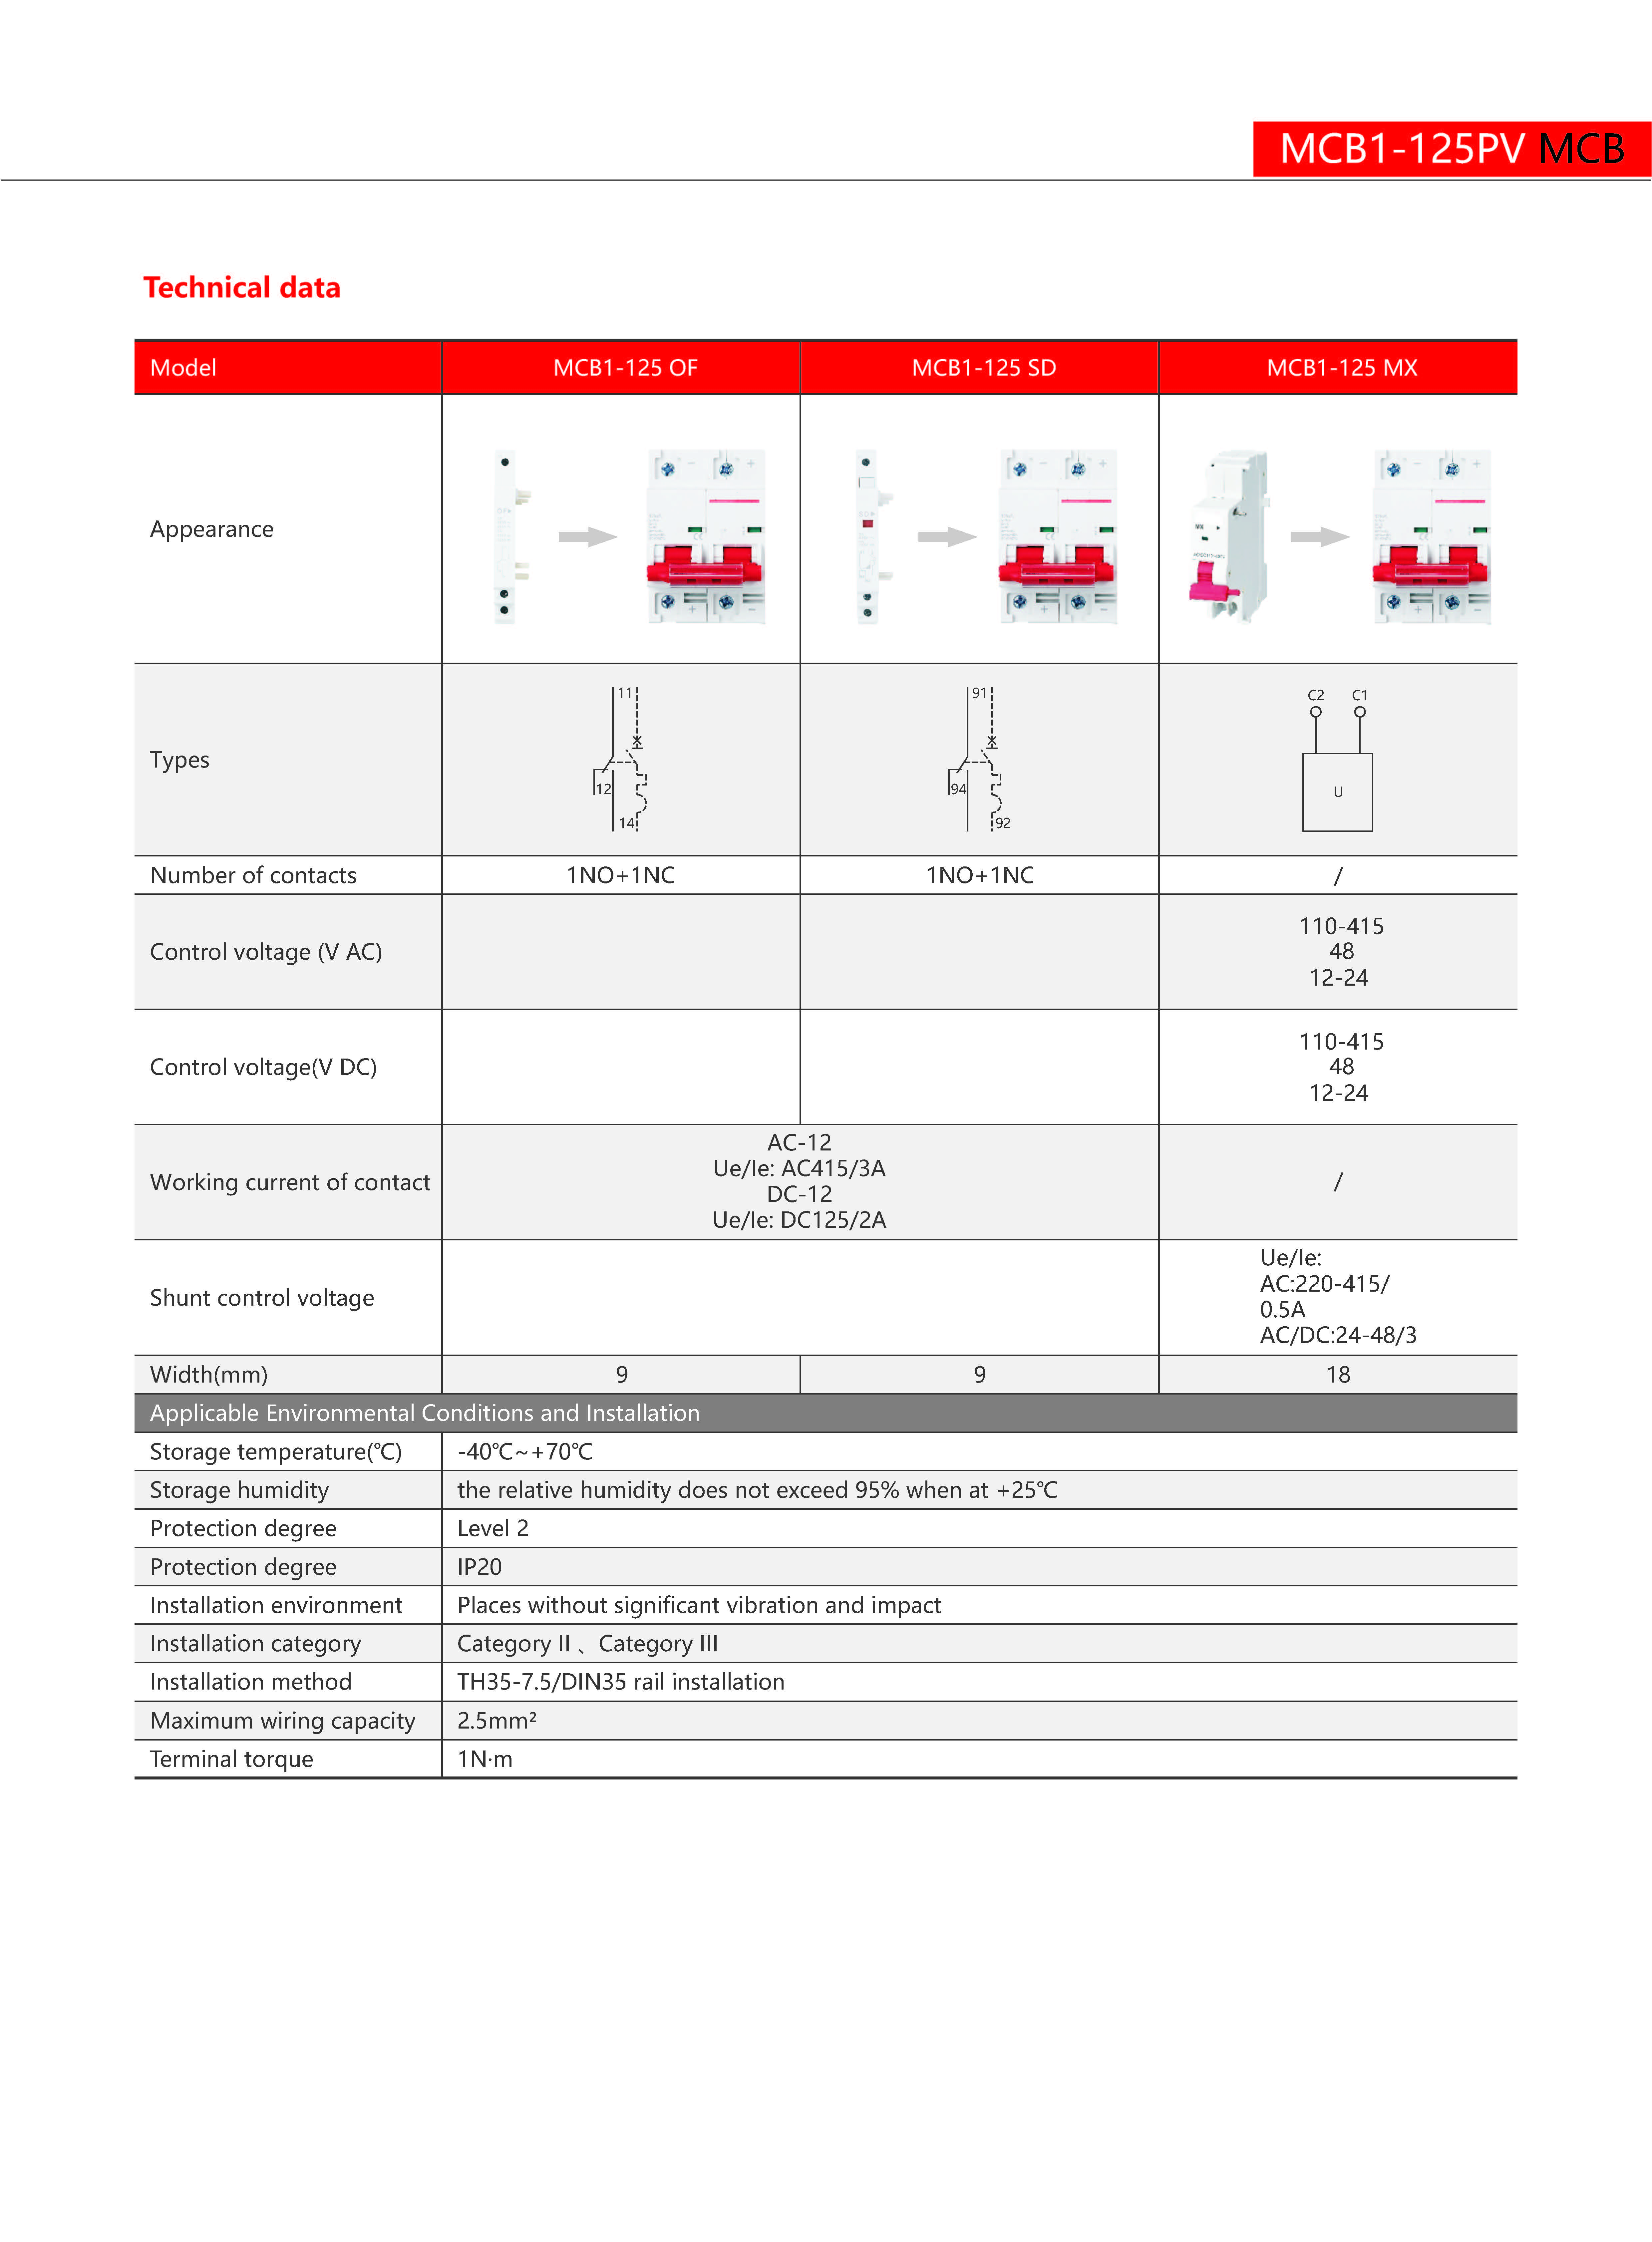 MCB1-125PV MCB
Technical data
Model MCB1-125 OF MCB1-125 SD MCB1-125 MX
Appearance
Types
11
12
14
91
94
92
C2 C1
U
Number of contacts 1NO+1NC 1NO+1NC /
Control voltage (V AC)
110-415
48
12-24
Control voltage(V DC)
110-415
48
12-24
Working current of contact
AC-12
Ue/Ie: AC415/3A
DC-12
Ue/Ie: DC125/2A
/
Shunt control voltage
Ue/Ie:
AC:220-415/
0.5A
AC/DC:24-48/3
Width(mm) 9 9 18
Applicable Environmental Conditions and Installation
Storage temperature(℃) -40℃~+70℃
Storage humidity the relative humidity does not exceed 95% when at +25℃
Protection degree Level 2
Protection degree IP20
Installation environment Places without significant vibration and impact
Installation category Category II 、Category III
Installation method TH35-7.5/DIN35 rail installation
Maximum wiring capacity 2.5mm²
Terminal torque 1N·m